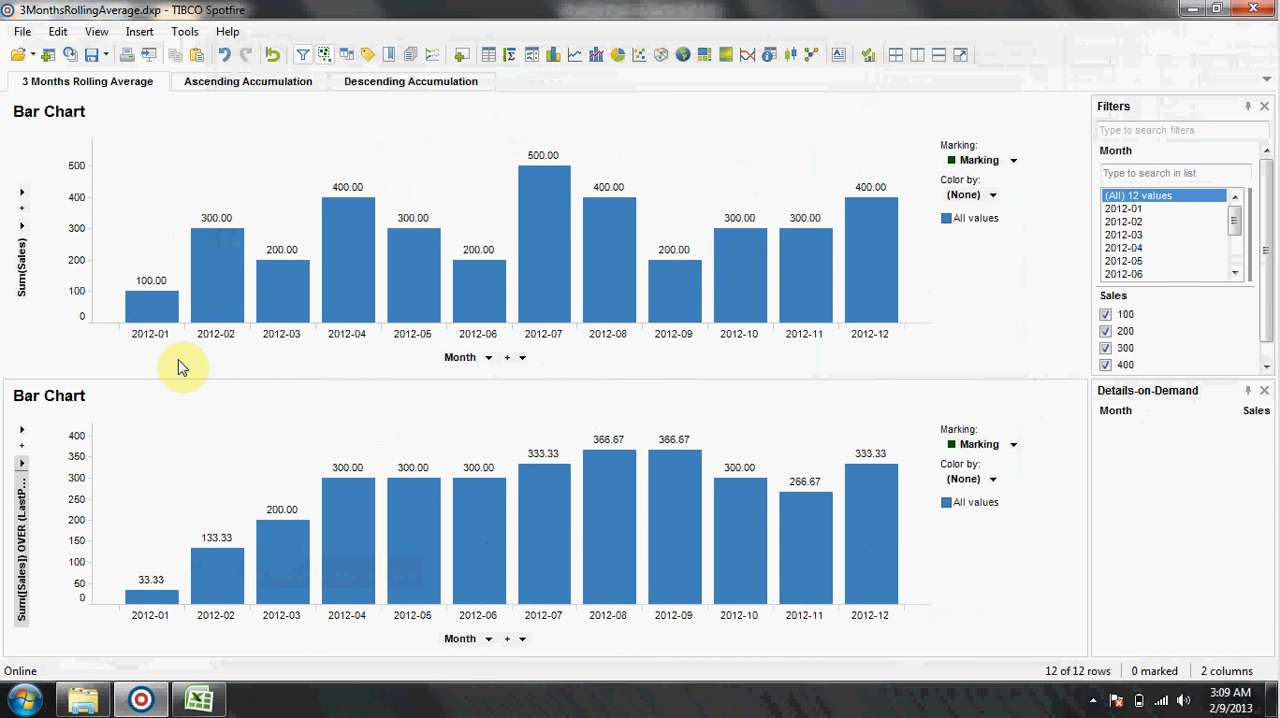 3MonthsRollingAverage.dxp - TIBCO Spotfire
File Edit View Insert Tools Help
3 Months Rolling Average Ascending Accumulation Descending Accumulation
Bar Chart
Sum(Sales)
500
400
300
200
100
0
100.00
300.00
200.00
400.00
300.00
200.00
500.00
400.00
200.00
300.00
300.00
400.00
2012-01 2012-02 2012-03 2012-04 2012-05 2012-06 2012-07 2012-08 2012-09 2012-10 2012-11 2012-12
Month +
Marking:
Marking
Color by:
(None)
All values
Bar Chart
Sum([Sales]) OVER (LastP...
400
350
300
250
200
150
100
50
0
33.33
133.33
200.00
300.00
300.00
300.00
333.33
366.67
366.67
300.00
266.67
333.33
2012-01 2012-02 2012-03 2012-04 2012-05 2012-06 2012-07 2012-08 2012-09 2012-10 2012-11 2012-12
Month +
Marking:
Marking
Color by:
(None)
All values
Filters
Type to search filters
Month
Type to search in list
(All) 12 values
2012-01
2012-02
2012-03
2012-04
2012-05
2012-06
Sales
100
200
300
400
Details-on-Demand
Month Sales
Online 12 of 12 rows 0 marked 2 columns
3:09 AM
2/9/2013